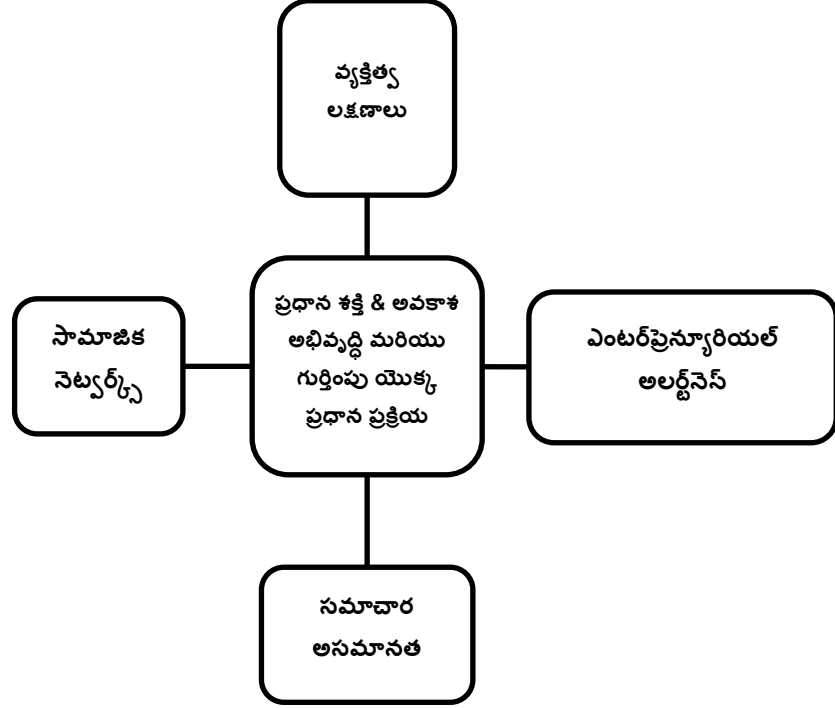 వ్యక్తిత్వ
లక్షణాలు
ప్రధాన శక్తి & అవకాశ
అభివృద్ధి మరియు
గుర్తింపు యొక్క
ప్రధాన ప్రక్రియ
సామాజిక
నెట్వర్క్స్
ఎంటర్‌ప్రెన్యూరియల్
అలర్ట్‌నెస్
సమాచార
అసమానత